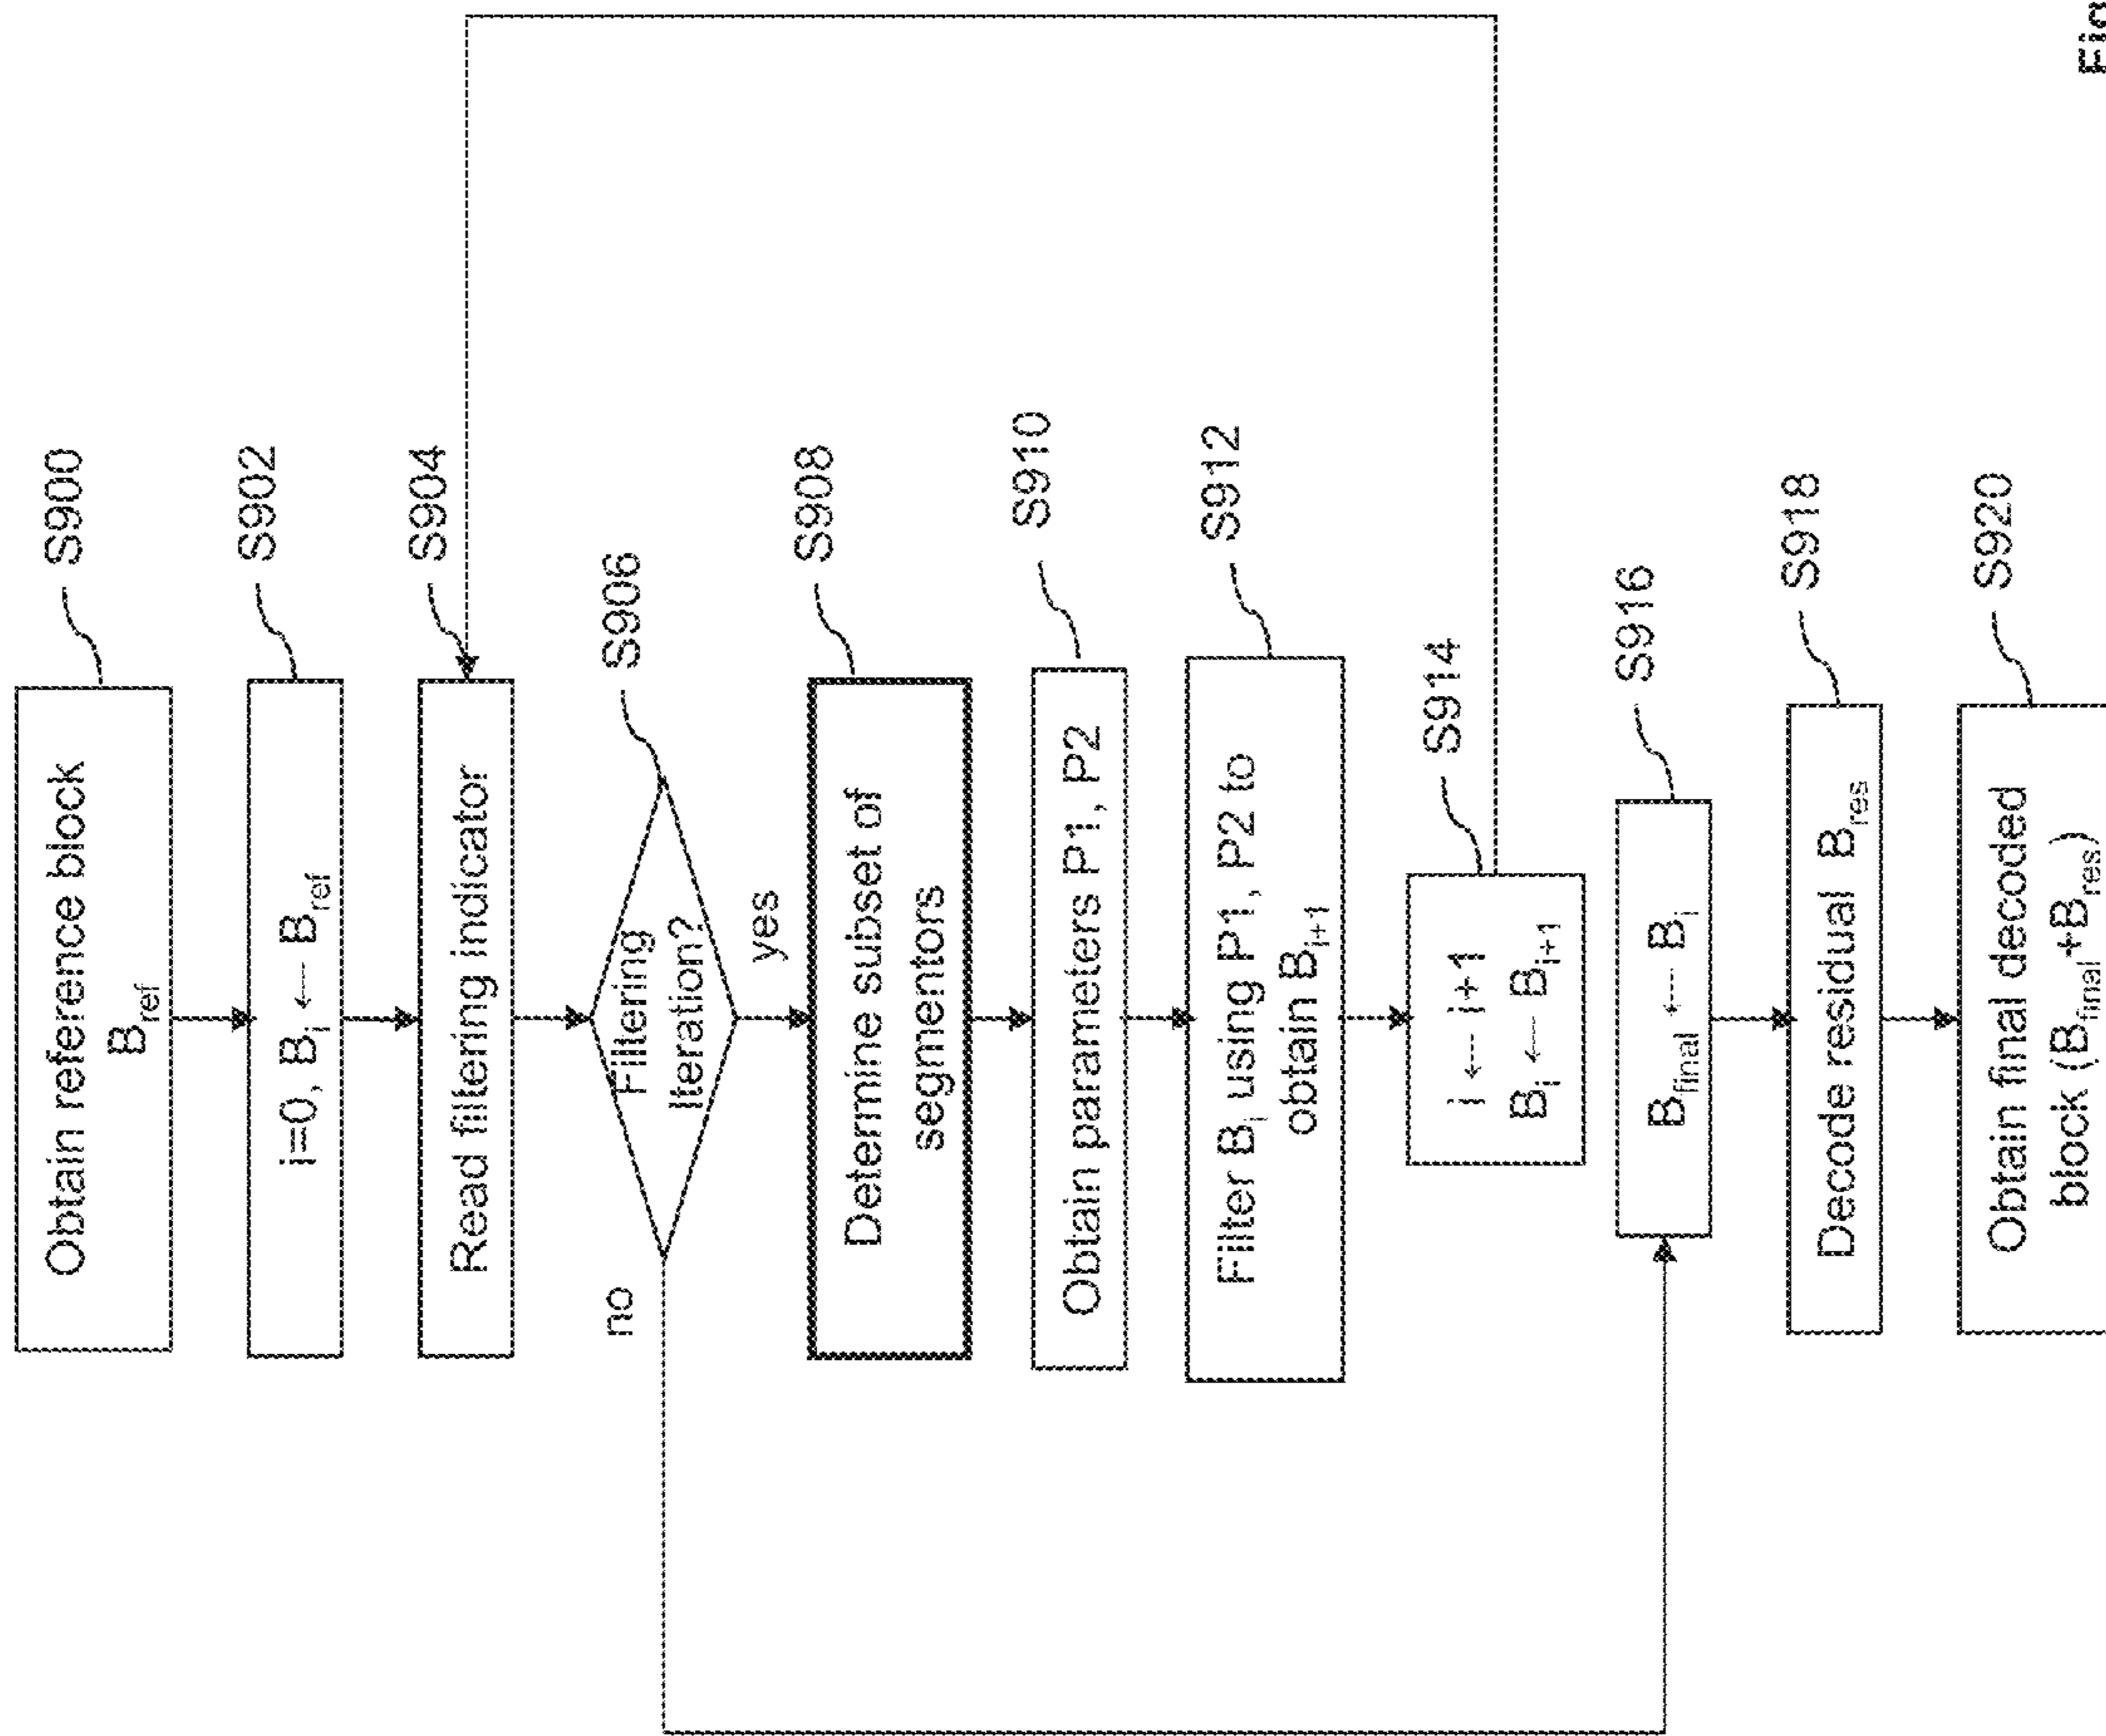 Obtain reference block
B_ref
S900
i=0, B_i ← B_ref
S902
Read filtering indicator
S904
Filtering
Iteration?
S906
no
yes
Determine subset of
segmentors
S908
Obtain parameters P1, P2
S910
Filter B_i using P1, P2 to
obtain B_i+1
S912
i ← i+1
B_i ← B_i+1
S914
B_final ← B_i
S916
Decode residual B_res
S918
Obtain final decoded
block (B_final+B_res)
S920